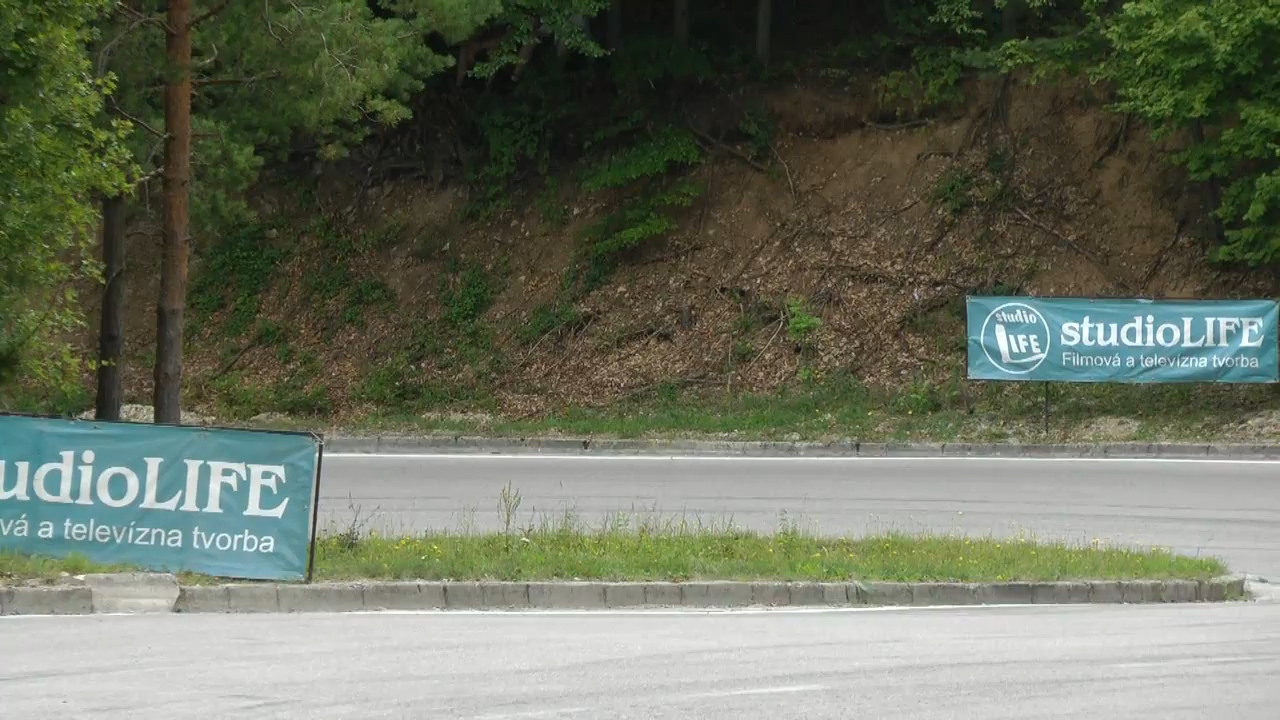 studio
LIFE
studioLIFE
Filmová a televízna tvorba
udioLIFE
vá a televízna tvorba